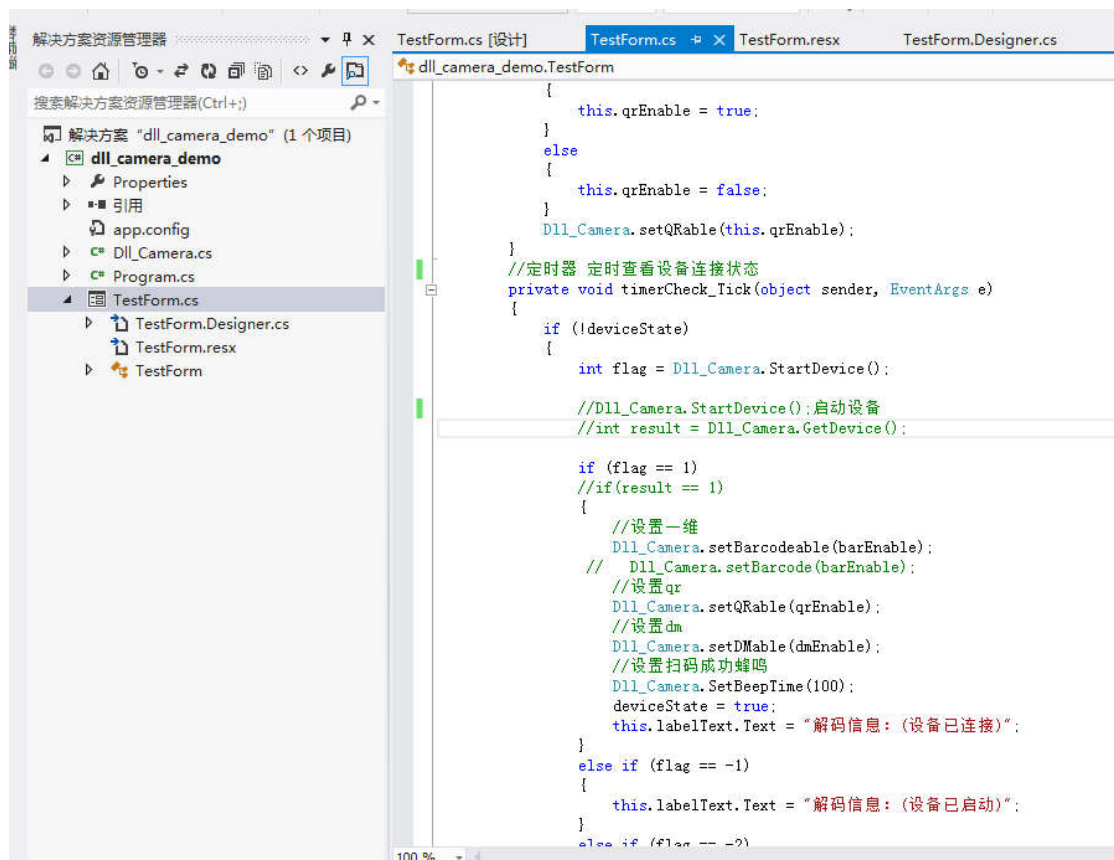 解决方案资源管理器
搜索解决方案资源管理器(Ctrl+;)
解决方案 "dll_camera_demo" (1 个项目)
dll_camera_demo
Properties
引用
app.config
Dll_Camera.cs
Program.cs
TestForm.cs
TestForm.Designer.cs
TestForm.resx
TestForm
TestForm.cs [设计] TestForm.cs TestForm.resx TestForm.Designer.cs
dll_camera_demo.TestForm
{
this.qrEnable = true;
}
else
{
this.qrEnable = false;
}
Dll_Camera.setQRable(this.qrEnable);
}
//定时器 定时查看设备连接状态
private void timerCheck_Tick(object sender, EventArgs e)
{
if (!deviceState)
{
int flag = Dll_Camera.StartDevice();
//Dll_Camera.StartDevice();启动设备
//int result = Dll_Camera.GetDevice();
if (flag == 1)
//if(result == 1)
{
//设置一维
Dll_Camera.setBarcodeable(barEnable);
// Dll_Camera.setBarcode(barEnable);
//设置qr
Dll_Camera.setQRable(qrEnable);
//设置dm
Dll_Camera.setDMable(dmEnable);
//设置扫码成功蜂鸣
Dll_Camera.SetBeepTime(100);
deviceState = true;
this.labelText.Text = "解码信息: (设备已连接)";
}
else if (flag == -1)
{
this.labelText.Text = "解码信息: (设备已启动)";
}
else if (flag == -2)
100 %